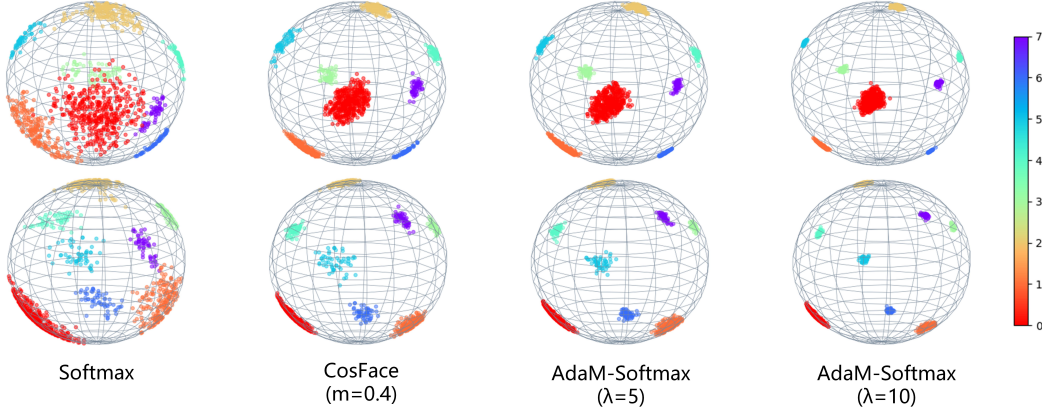 7
6
5
4
3
2
1
0
Softmax
CosFace
(m=0.4)
AdaM-Softmax
(λ=5)
AdaM-Softmax
(λ=10)